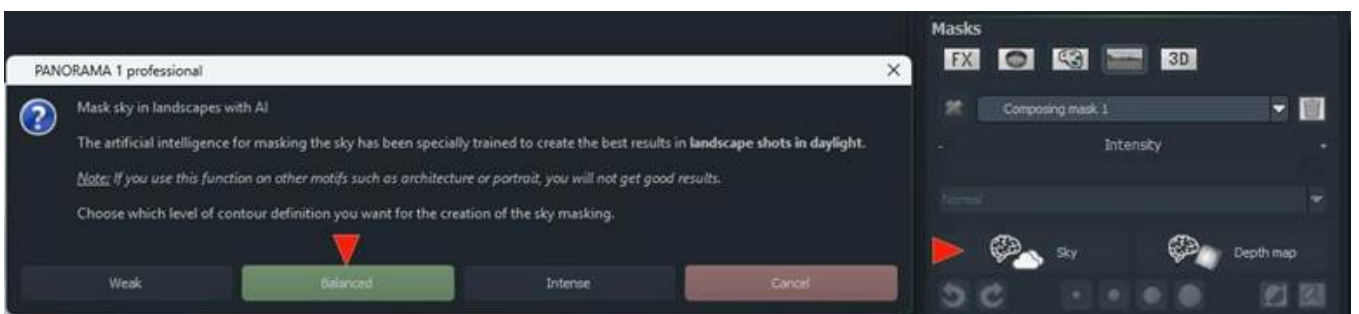 PANORAMA 1 professional
Mask sky in landscapes with AI
The artificial intelligence for masking the sky has been specially trained to create the best results in landscape shots in daylight.
Note: If you use this function on other motifs such as architecture or portrait, you will not get good results.
Choose which level of contour definition you want for the creation of the sky masking.
Weak
Balanced
Intense
Cancel
Masks
FX
3D
Composing mask 1
- Intensity +
Normal
Sky
Depth map